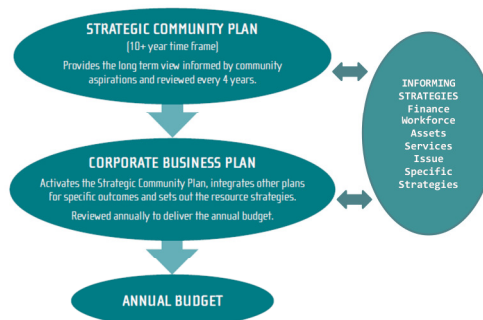 STRATEGIC COMMUNITY PLAN
(10+ year time frame)
Provides the long term view informed by community
aspirations and reviewed every 4 years.
CORPORATE BUSINESS PLAN
Activates the Strategic Community Plan, integrates other plans
for specific outcomes and sets out the resource strategies.
Reviewed annually to deliver the annual budget.
ANNUAL BUDGET
INFORMING
STRATEGIES
Finance
Workforce
Assets
Services
Issue
Specific
Strategies